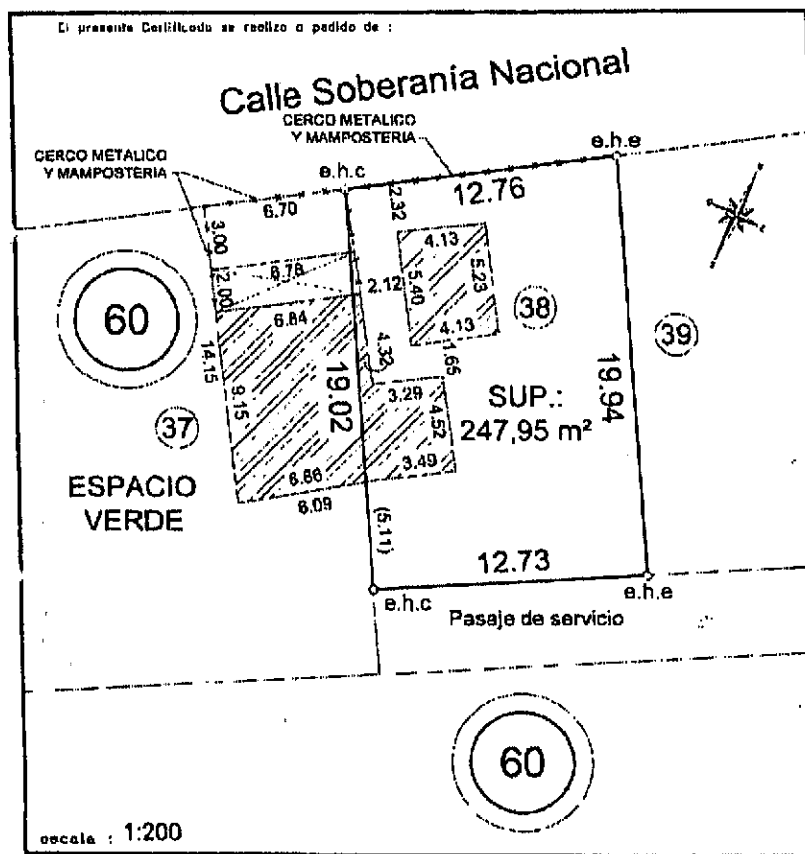 El presente Certificado se realiza a pedido de :
Calle Soberanía Nacional
CERCO METALICO
Y MAMPOSTERIA
CERCO METALICO
Y MAMPOSTERIA
e.h.c
e.h.e
6.70
12.76
2.32
3.00
4.13
6.78
2.12
5.40
5.23
38
2.00
60
6.84
4.13
39
14.15
4.32
1.65
9.15
19.02
3.29
19.94
SUP.:
247,95 m²
37
4.52
3.49
6.86
6.09
ESPACIO
VERDE
(5.11)
12.73
e.h.c
e.h.e
Pasaje de servicio
60
escala : 1:200